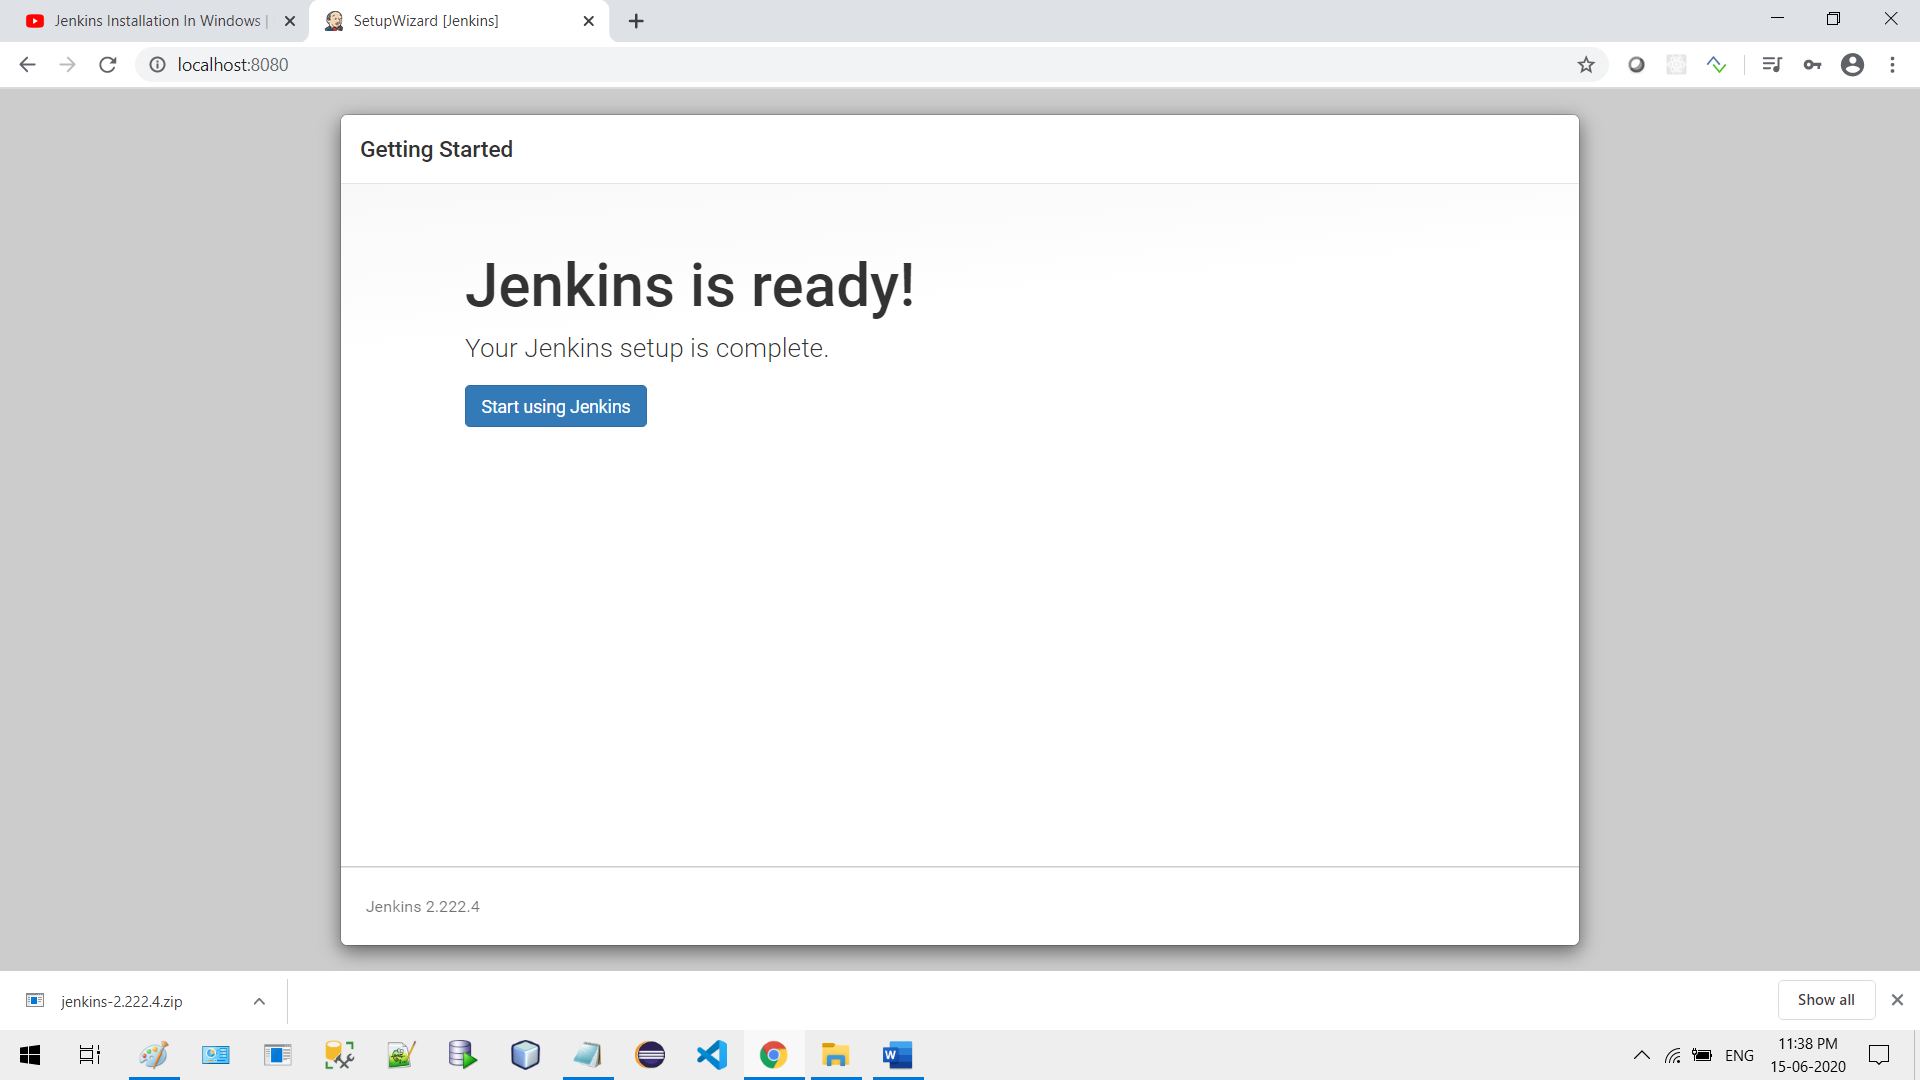 Jenkins Installation In Windows |
SetupWizard [Jenkins]
localhost:8080
Getting Started
Jenkins is ready!
Your Jenkins setup is complete.
Start using Jenkins
Jenkins 2.222.4
jenkins-2.222.4.zip
Show all
W
ENG
11:38 PM
15-06-2020